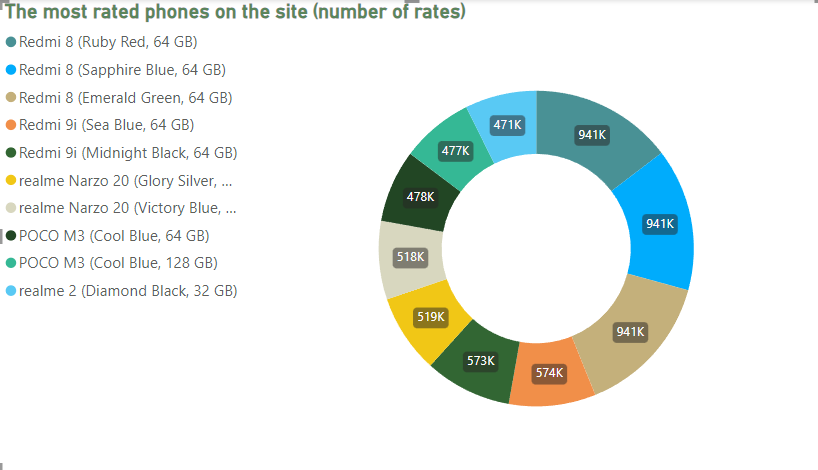 The most rated phones on the site (number of rates)
Redmi 8 (Ruby Red, 64 GB)
Redmi 8 (Sapphire Blue, 64 GB)
Redmi 8 (Emerald Green, 64 GB)
Redmi 9i (Sea Blue, 64 GB)
Redmi 9i (Midnight Black, 64 GB)
realme Narzo 20 (Glory Silver, ...
realme Narzo 20 (Victory Blue, ...
POCO M3 (Cool Blue, 64 GB)
POCO M3 (Cool Blue, 128 GB)
realme 2 (Diamond Black, 32 GB)
941K
941K
941K
574K
573K
519K
518K
478K
477K
471K